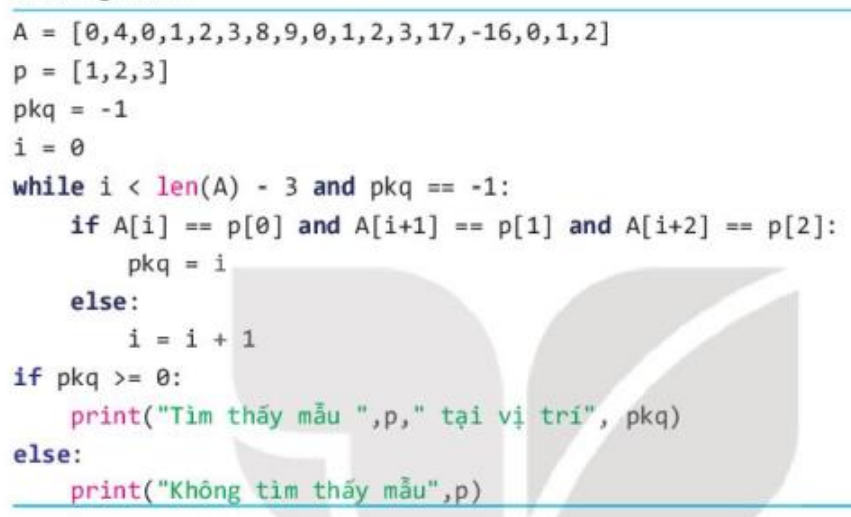 A = [0,4,0,1,2,3,8,9,0,1,2,3,17,-16,0,1,2]
p = [1,2,3]
pkq = -1
i = 0
while i < len(A) - 3 and pkq == -1:
    if A[i] == p[0] and A[i+1] == p[1] and A[i+2] == p[2]:
        pkq = i
    else:
        i = i + 1
if pkq >= 0:
    print("Tìm thấy mẫu ",p," tại vị trí", pkq)
else:
    print("Không tìm thấy mẫu",p)